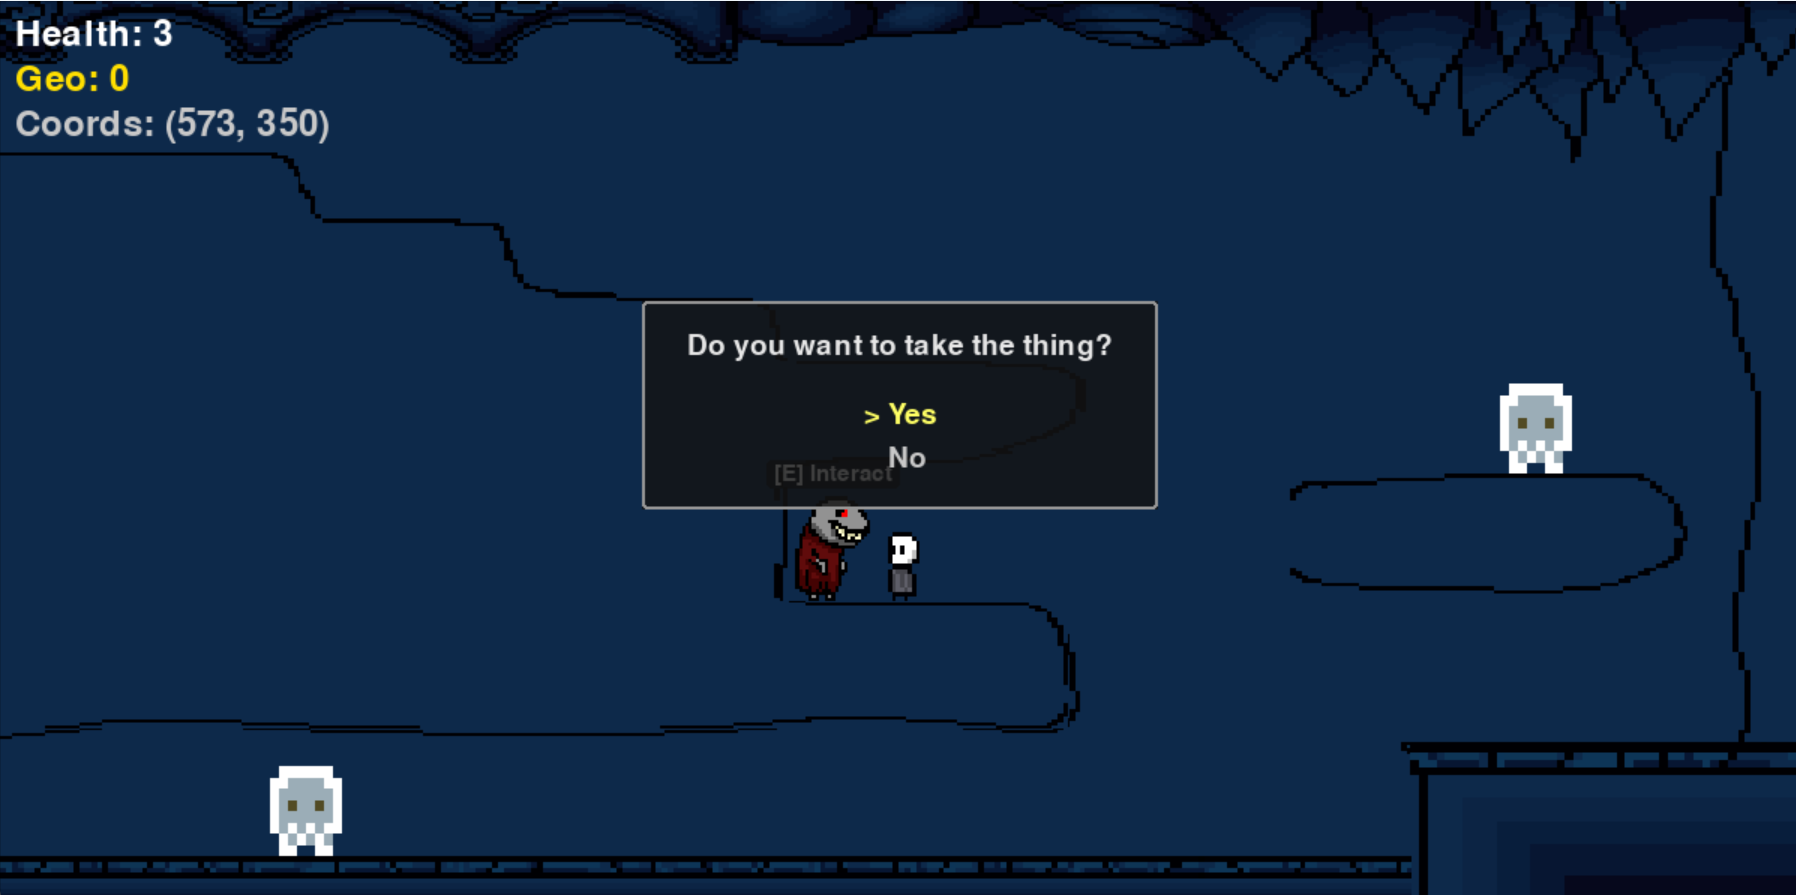 Health: 3
Geo: 0
Coords: (573, 350)
Do you want to take the thing?
> Yes
No
[E] Interact